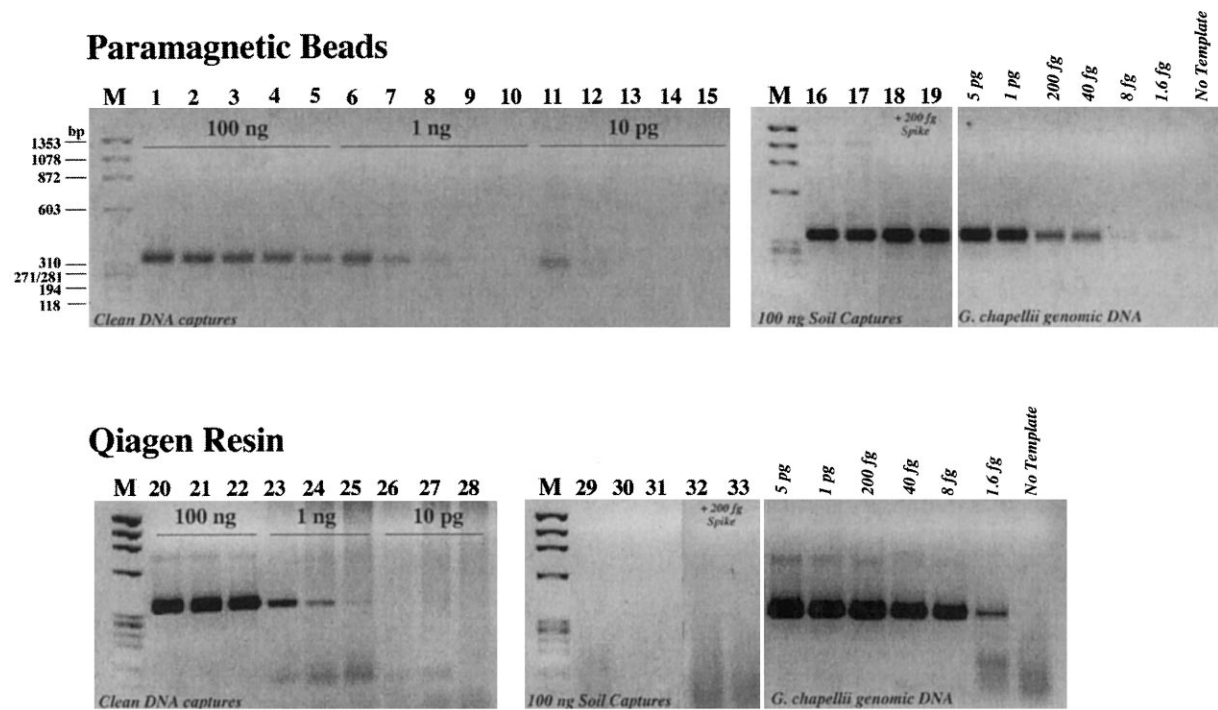 Paramagnetic Beads
M 1 2 3 4 5 6 7 8 9 10 11 12 13 14 15
100 ng 1 ng 10 pg
bp
1353
1078
872
603
310
271/281
194
118
Clean DNA captures
M 16 17 18 19
+ 200 fg
Spike
100 ng Soil Captures
5 pg 1 pg 200 fg 40 fg 8 fg 1.6 fg No Template
G. chapellii genomic DNA
Qiagen Resin
M 20 21 22 23 24 25 26 27 28
100 ng 1 ng 10 pg
Clean DNA captures
M 29 30 31 32 33
+ 200 fg
Spike
100 ng Soil Captures
5 pg 1 pg 200 fg 40 fg 8 fg 1.6 fg No Template
G. chapellii genomic DNA